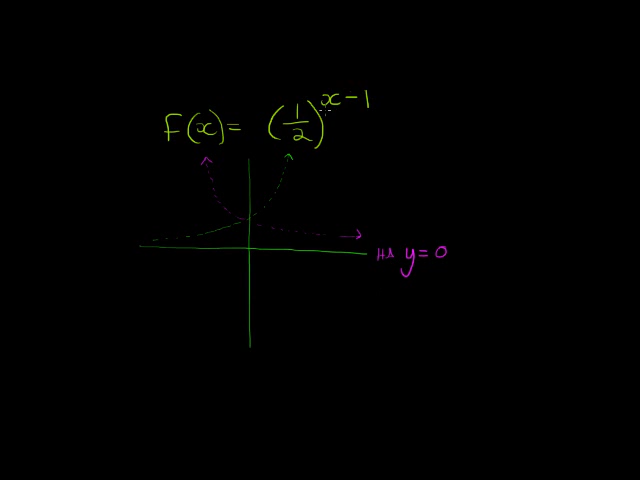 F(x) = (1/2)^{x-1}
HA y=0